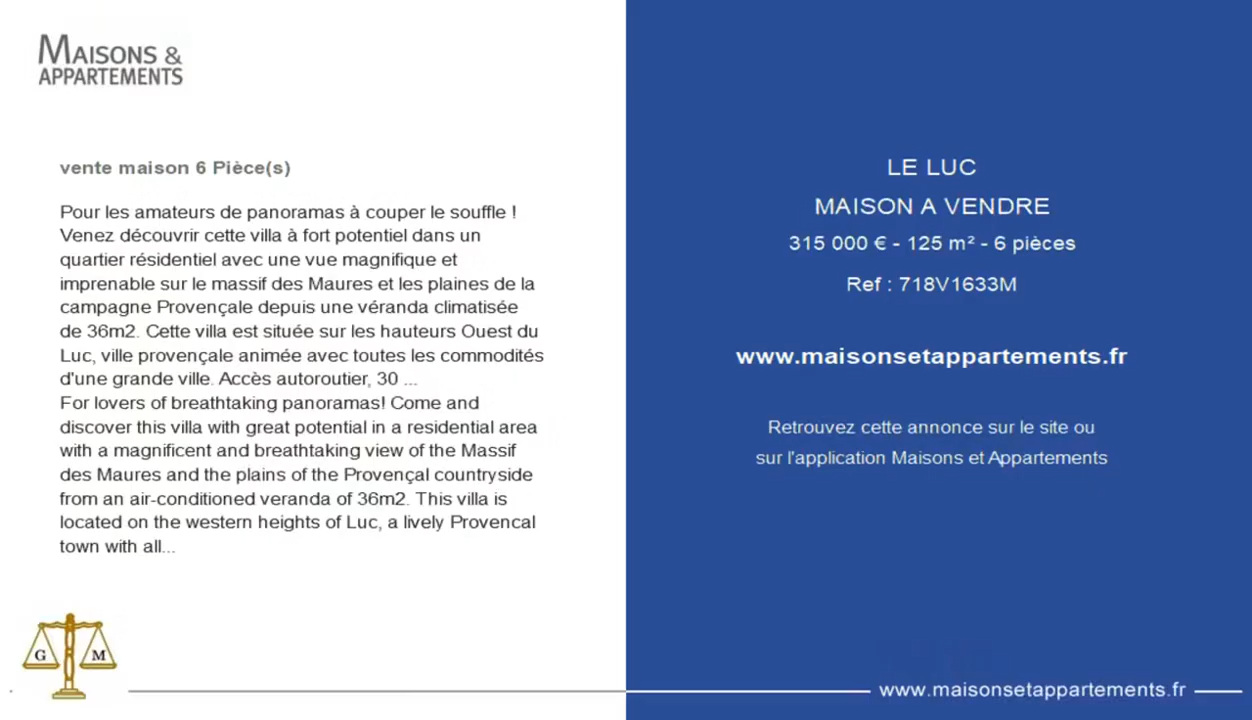 MAISONS &
APPARTEMENTS
vente maison 6 Pièce(s)
Pour les amateurs de panoramas à couper le souffle !
Venez découvrir cette villa à fort potentiel dans un
quartier résidentiel avec une vue magnifique et
imprenable sur le massif des Maures et les plaines de la
campagne Provençale depuis une véranda climatisée
de 36m2. Cette villa est située sur les hauteurs Ouest du
Luc, ville provençale animée avec toutes les commodités
d'une grande ville. Accès autoroutier, 30 ...
For lovers of breathtaking panoramas! Come and
discover this villa with great potential in a residential area
with a magnificent and breathtaking view of the Massif
des Maures and the plains of the Provençal countryside
from an air-conditioned veranda of 36m2. This villa is
located on the western heights of Luc, a lively Provencal
town with all...
G M
LE LUC
MAISON A VENDRE
315 000 € - 125 m² - 6 pièces
Ref : 718V1633M
www.maisonsetappartements.fr
Retrouvez cette annonce sur le site ou
sur l'application Maisons et Appartements
www.maisonsetappartements.fr